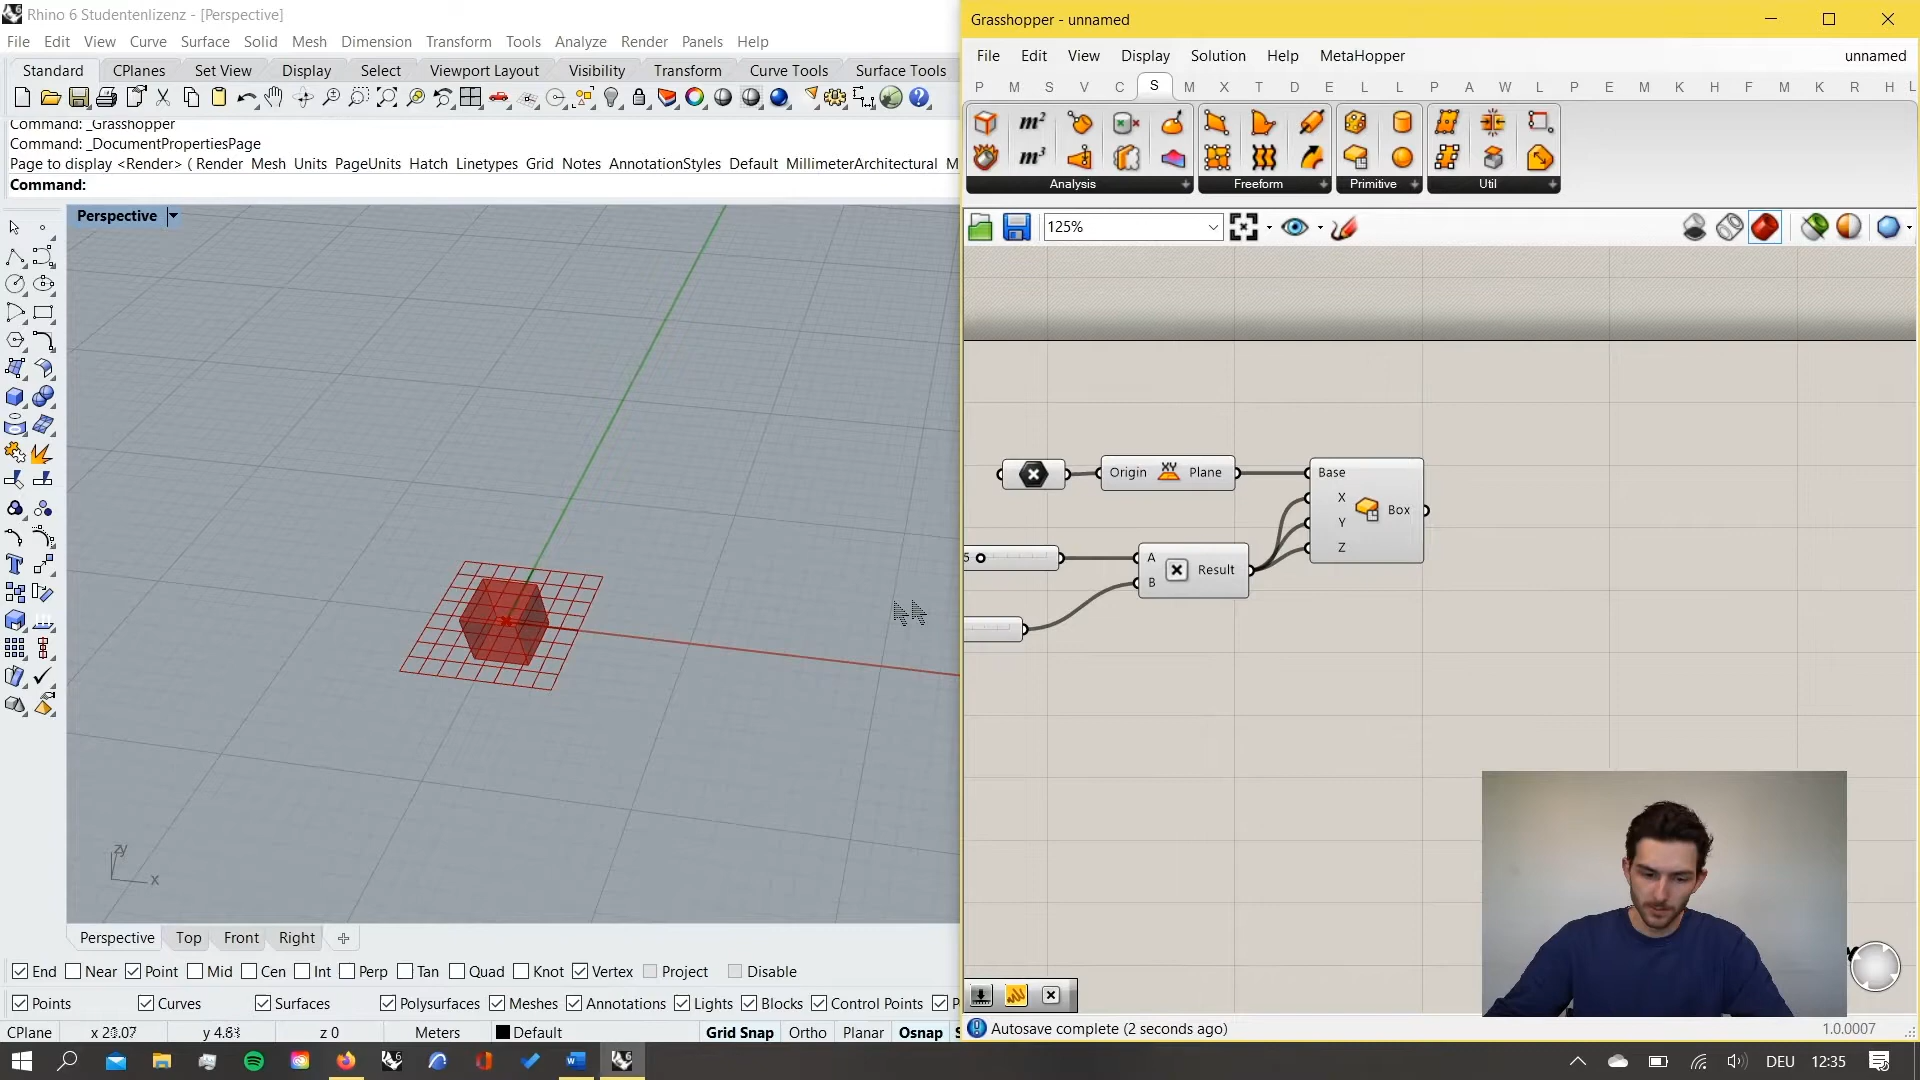 Rhino 6 Studentenlizenz - [Perspective]
File Edit View Curve Surface Solid Mesh Dimension Transform Tools Analyze Render Panels Help
Standard CPlanes Set View Display Select Viewport Layout Visibility Transform Curve Tools Surface Tools
Command: _Grasshopper
Command: _DocumentPropertiesPage
Page to display <Render> ( Render Mesh Units PageUnits Hatch Linetypes Grid Notes AnnotationStyles Default MillimeterArchitectural M
Command:
Perspective
zy
x
Perspective Top Front Right
End Near Point Mid Cen Int Perp Tan Quad Knot Vertex Project Disable
Points Curves Surfaces Polysurfaces Meshes Annotations Lights Blocks Control Points P
CPlane z 0 Meters Default Grid Snap Ortho Planar Osnap S
Grasshopper - unnamed
File Edit View Display Solution Help MetaHopper unnamed
P M S V C S M X T D E L L P A W L P E M K H F M K R H L
m²
m³
Analysis Freeform Primitive Util
125%
Origin XY Plane
Base
X
Y
Z
Box
5
A
B
Result
Autosave complete (2 seconds ago)
1.0.0007
DEU 12:35